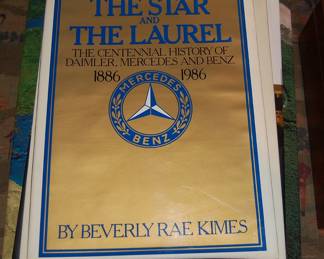 THE STAR
AND
THE LAUREL
THE CENTENNIAL HISTORY OF
DAIMLER, MERCEDES AND BENZ
1886 1986
MERCEDES
BENZ
BY BEVERLY RAE KIMES